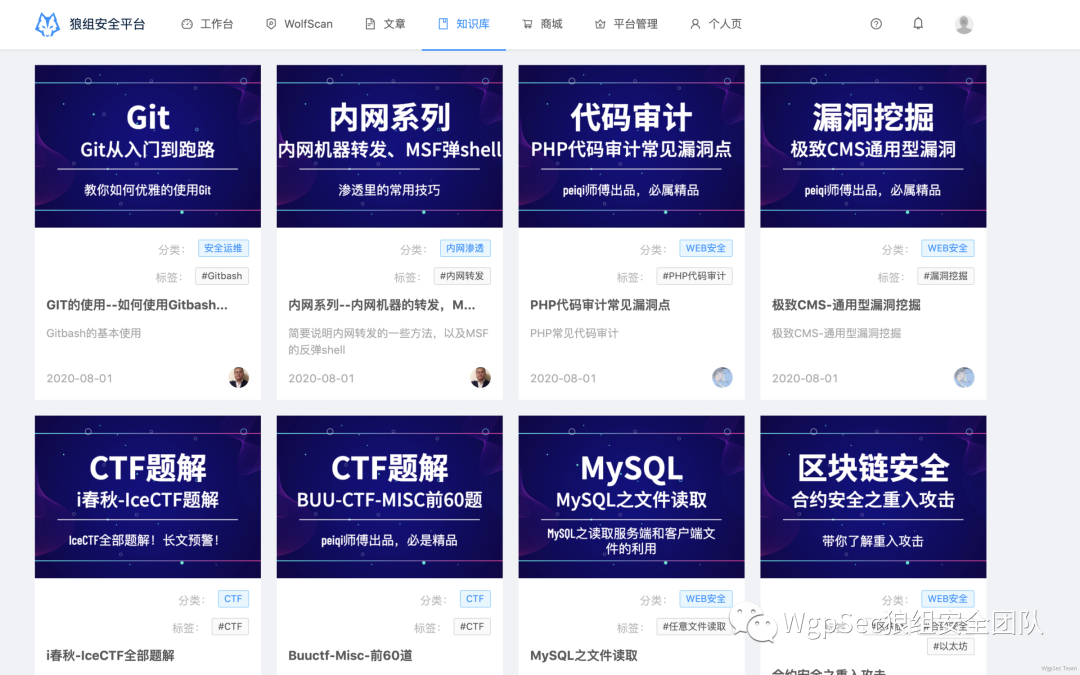 狼组安全平台
工作台
WolfScan
文章
知识库
商城
平台管理
个人页
Git
Git从入门到跑路
教你如何优雅的使用Git
分类：
安全运维
标签：
#Gitbash
GIT的使用--如何使用Gitbash...
Gitbash的基本使用
2020-08-01
内网系列
内网机器转发、MSF弹shell
渗透里的常用技巧
分类：
内网渗透
标签：
#内网转发
内网系列--内网机器的转发，M...
简要说明内网转发的一些方法，以及MSF
的反弹shell
2020-08-01
代码审计
PHP代码审计常见漏洞点
peiqi师傅出品，必属精品
分类：
WEB安全
标签：
#PHP代码审计
PHP代码审计常见漏洞点
PHP常见代码审计
2020-08-01
漏洞挖掘
极致CMS通用型漏洞
peiqi师傅出品，必属精品
分类：
WEB安全
标签：
#漏洞挖掘
极致CMS-通用型漏洞挖掘
极致CMS-通用型漏洞挖掘
2020-08-01
CTF题解
i春秋-IceCTF题解
IceCTF全部题解！长文预警！
分类：
CTF
标签：
#CTF
i春秋-IceCTF全部题解
CTF题解
BUU-CTF-MISC前60题
peiqi师傅出品，必是精品
分类：
CTF
标签：
#CTF
Buuctf-Misc-前60道
MySQL
MySQL之文件读取
MySQL之读取服务端和客户端文
件的利用
分类：
WEB安全
标签：
#任意文件读取
MySQL之文件读取
区块链安全
合约安全之重入攻击
带你了解重入攻击
分类：
WEB安全
#以太坊
合约安全之重入攻击
WgpSec狼组安全团队
WgpSec Team